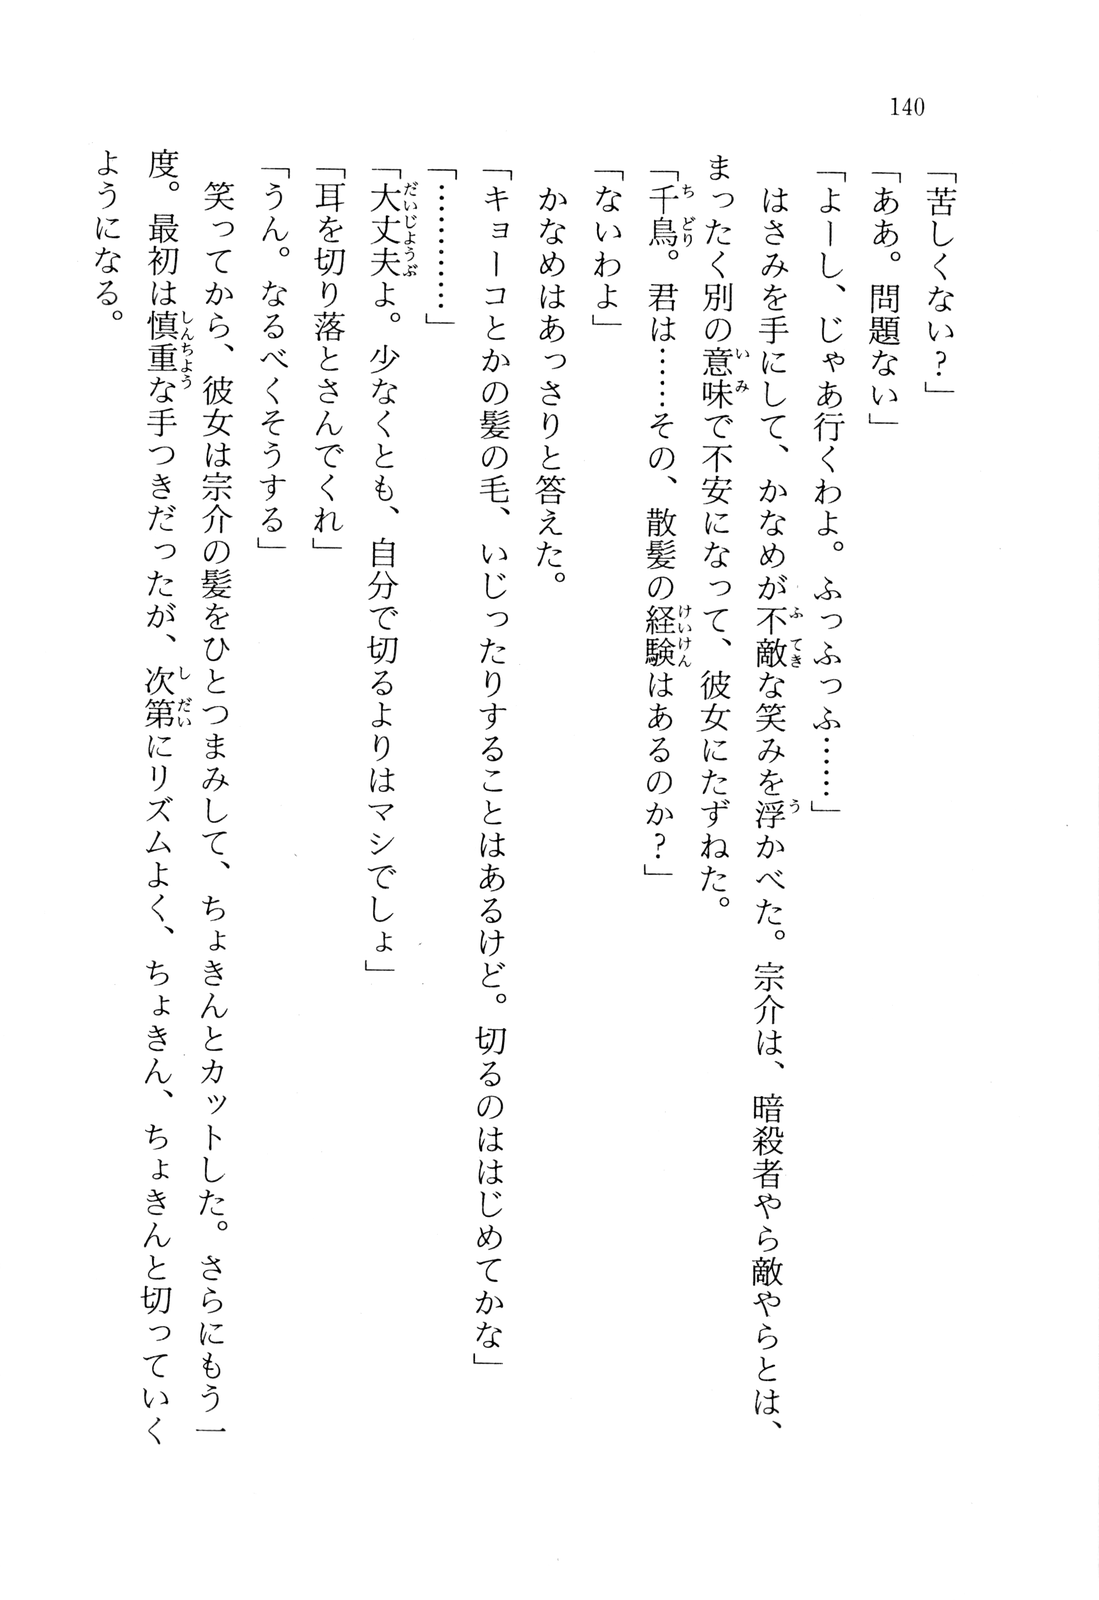 140
「苦しくない？」
「ああ。問題ない」
「よーし、じゃあ行くわよ。ふっふっふ……」
　はさみを手にして、かなめが不敵な笑みを浮かべた。宗介は、暗殺者やら敵やらとは、
まったく別の意味で不安になって、彼女にたずねた。
「千鳥。君は……その、散髪の経験はあるのか？」
「ないわよ」
　かなめはあっさりと答えた。
「キョーコとかの髪の毛、いじったりすることはあるけど。切るのははじめてかな」
「…………」
「大丈夫よ。少なくとも、自分で切るよりはマシでしょ」
「耳を切り落とさんでくれ」
「うん。なるべくそうする」
　笑ってから、彼女は宗介の髪をひとつまみして、ちょきんとカットした。さらにもう一
度。最初は慎重な手つきだったが、次第にリズムよく、ちょきん、ちょきんと切っていく
ようになる。